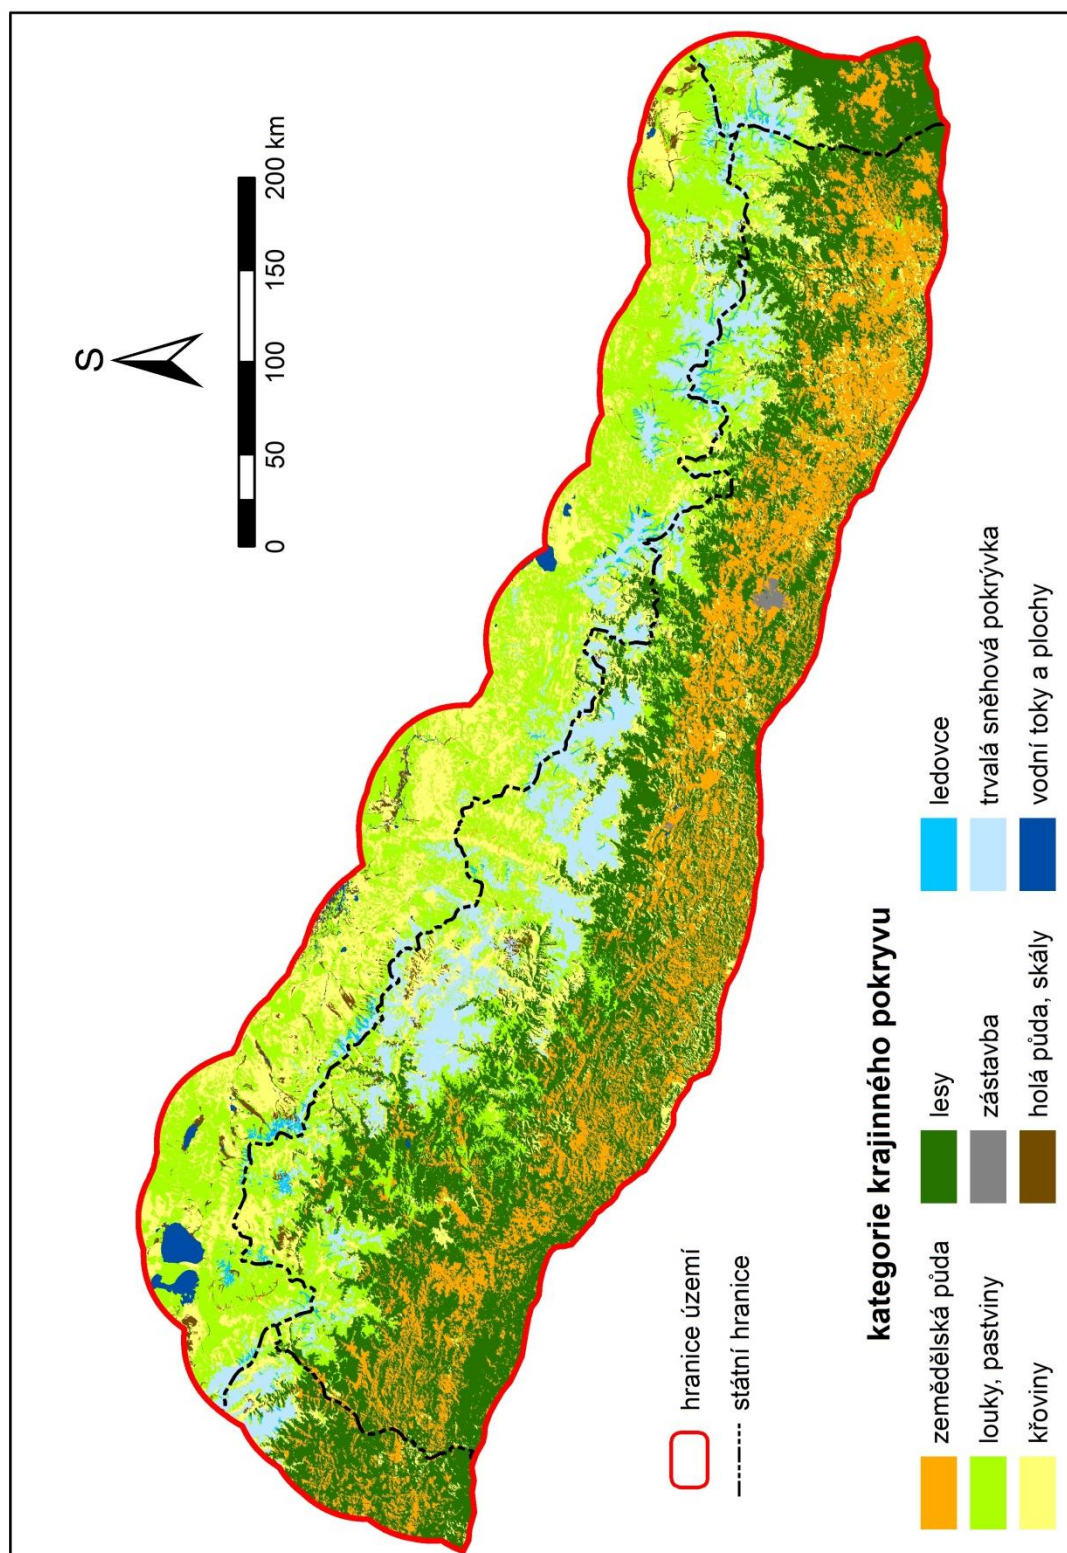 S
0 50 100 150 200 km
hranice území
státní hranice
kategorie krajinného pokryvu
zemědělská půda
louky, pastviny
křoviny
lesy
zástavba
holá půda, skály
ledovce
trvalá sněhová pokrývka
vodní toky a plochy